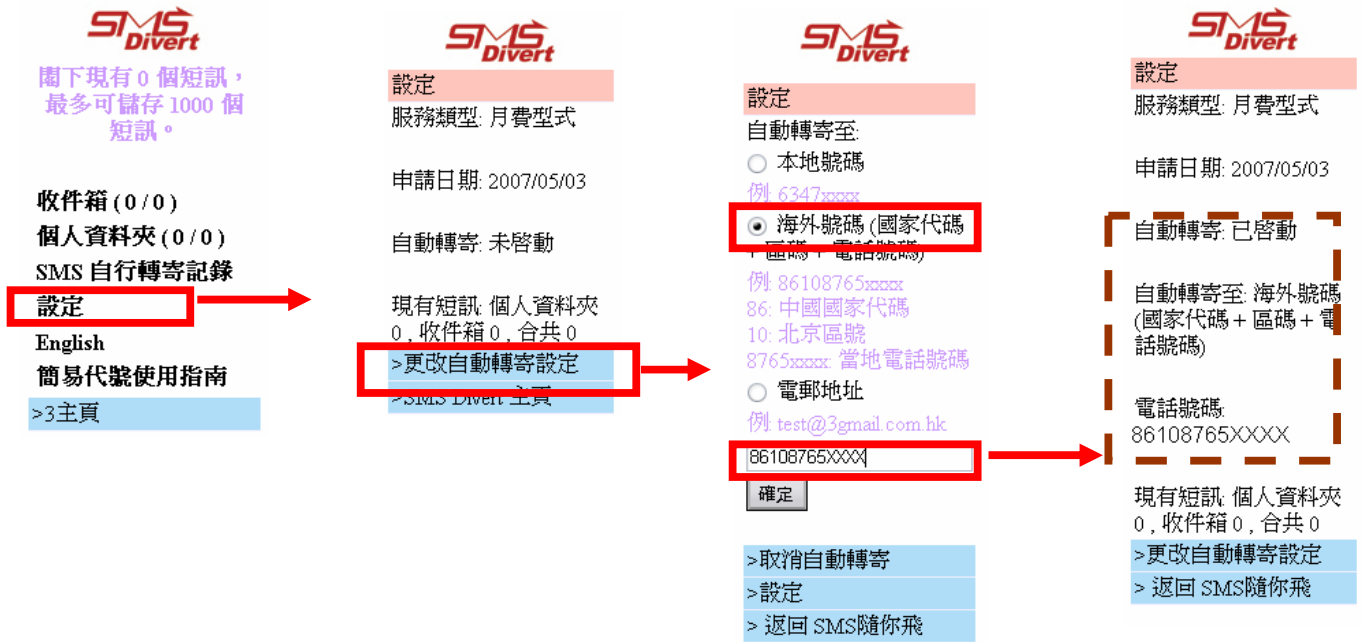 SMS
Divert
閣下現有 0 個短訊，
最多可儲存 1000 個
短訊。
收件箱 (0/0)
個人資料夾 (0/0)
SMS 自行轉寄記錄
設定
English
簡易代號使用指南
>3主頁
SMS
Divert
設定
服務類型: 月費型式
申請日期: 2007/05/03
自動轉寄: 未啓動
現有短訊: 個人資料夾
0 , 收件箱 0 , 合共 0
>更改自動轉寄設定
>SMS Divert 主頁
SMS
Divert
設定
自動轉寄至:
本地號碼
例: 6347xxxx
海外號碼 (國家代碼
+ 區碼 + 電話號碼)
例: 86108765xxxx
86: 中國國家代碼
10: 北京區號
8765xxxx: 當地電話號碼
電郵地址
例: test@3gmail.com.hk
86108765XXXX
確定
>取消自動轉寄
>設定
> 返回 SMS隨你飛
SMS
Divert
設定
服務類型: 月費型式
申請日期: 2007/05/03
自動轉寄: 已啓動
自動轉寄至: 海外號碼
(國家代碼 + 區碼 + 電
話號碼)
電話號碼:
86108765XXXX
現有短訊: 個人資料夾
0 , 收件箱 0 , 合共 0
>更改自動轉寄設定
> 返回 SMS隨你飛